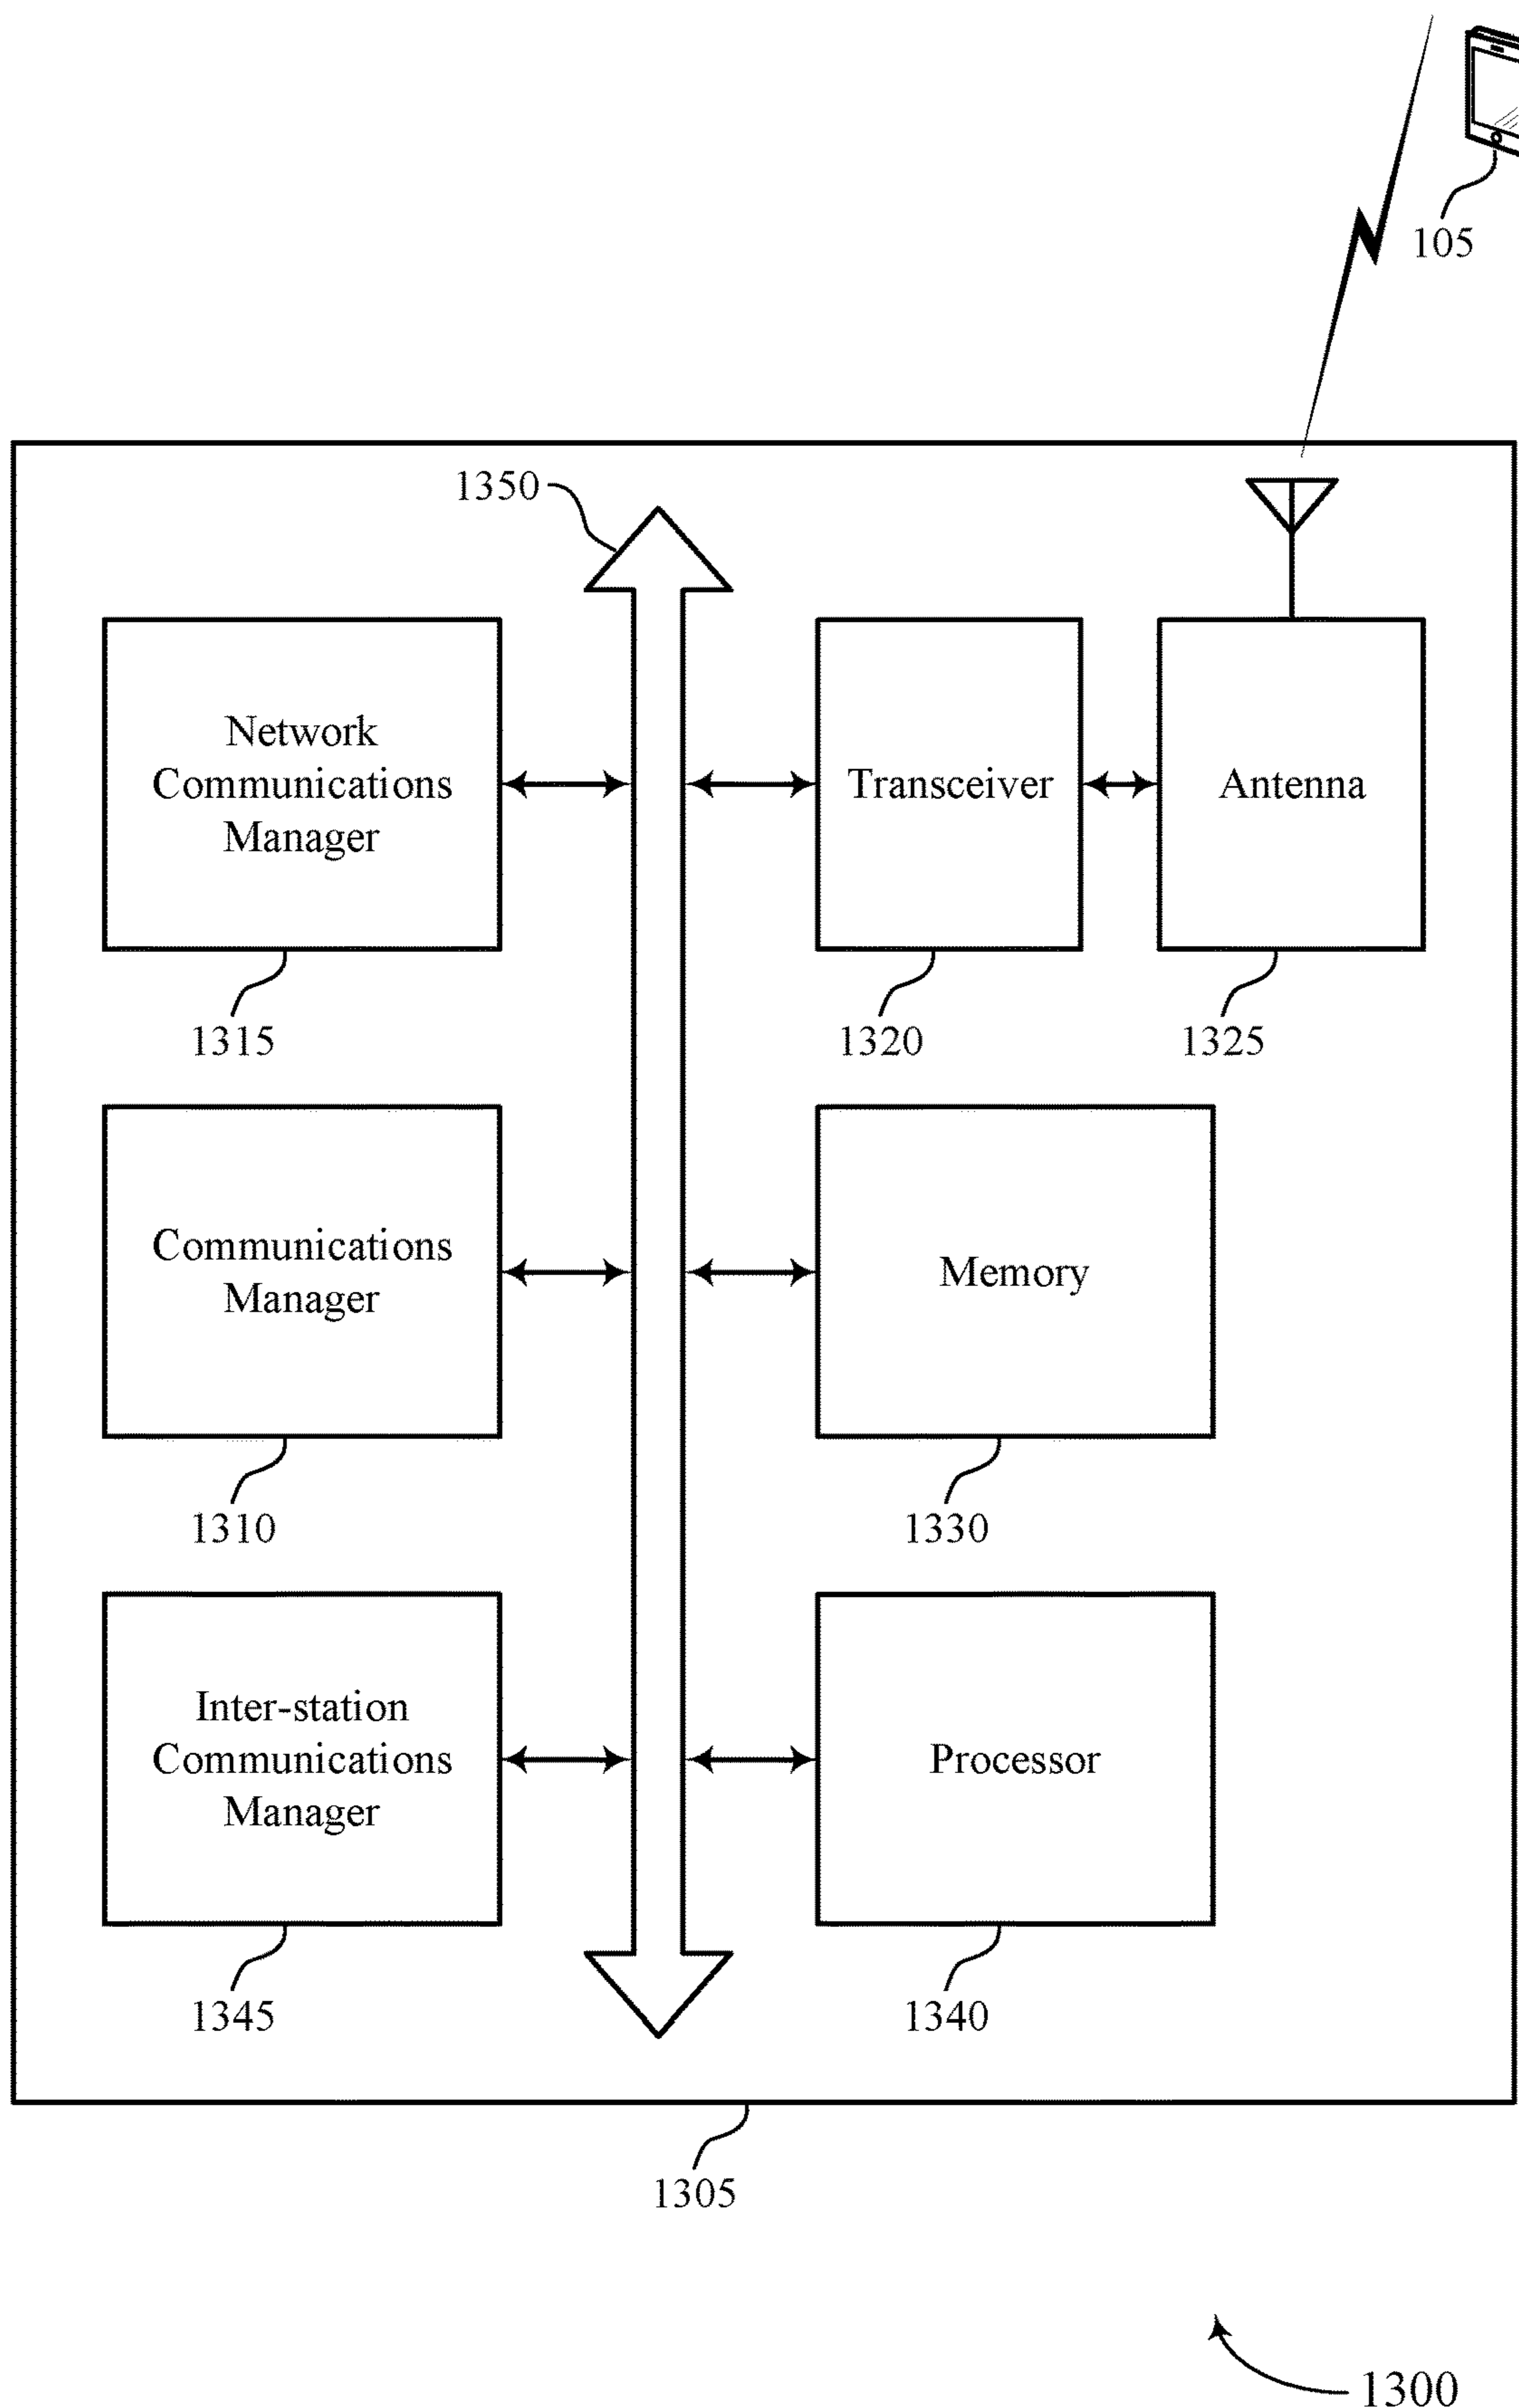 105
1350
Network
Communications
Manager
Transceiver
Antenna
1315
1320
1325
Communications
Manager
Memory
1310
1330
Inter-station
Communications
Manager
Processor
1345
1340
1305
1300